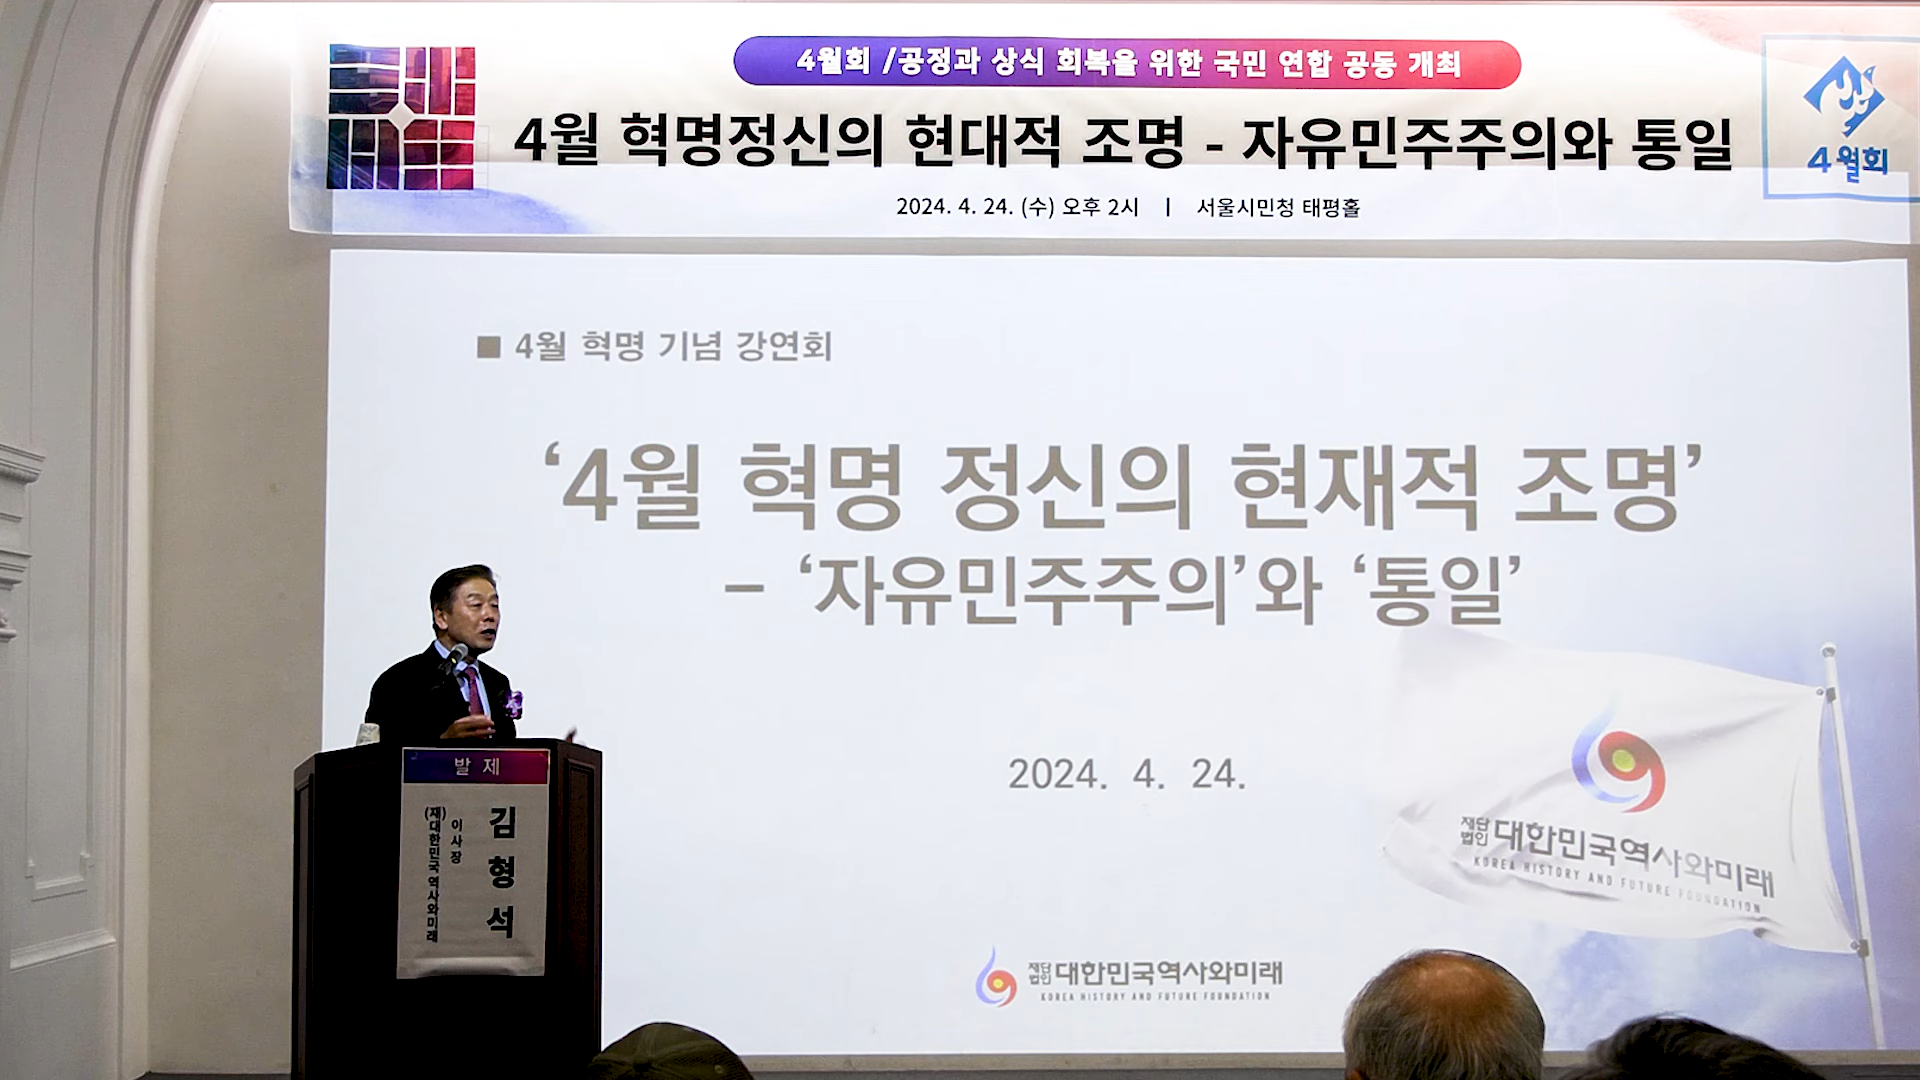 4월회 /공정과 상식 회복을 위한 국민 연합 공동 개최
4월 혁명정신의 현대적 조명 - 자유민주주의와 통일
2024. 4. 24. (수) 오후 2시 | 서울시민청 태평홀
4월회
■ 4월 혁명 기념 강연회
‘4월 혁명 정신의 현재적 조명’
– ‘자유민주주의’와 ‘통일’
2024. 4. 24.
재단법인 대한민국역사와미래
KOREA HISTORY AND FUTURE FOUNDATION
재단법인 대한민국역사와미래
KOREA HISTORY AND FUTURE FOUNDATION
발 제
김형석
이사장
(재)대한민국 역사와미래